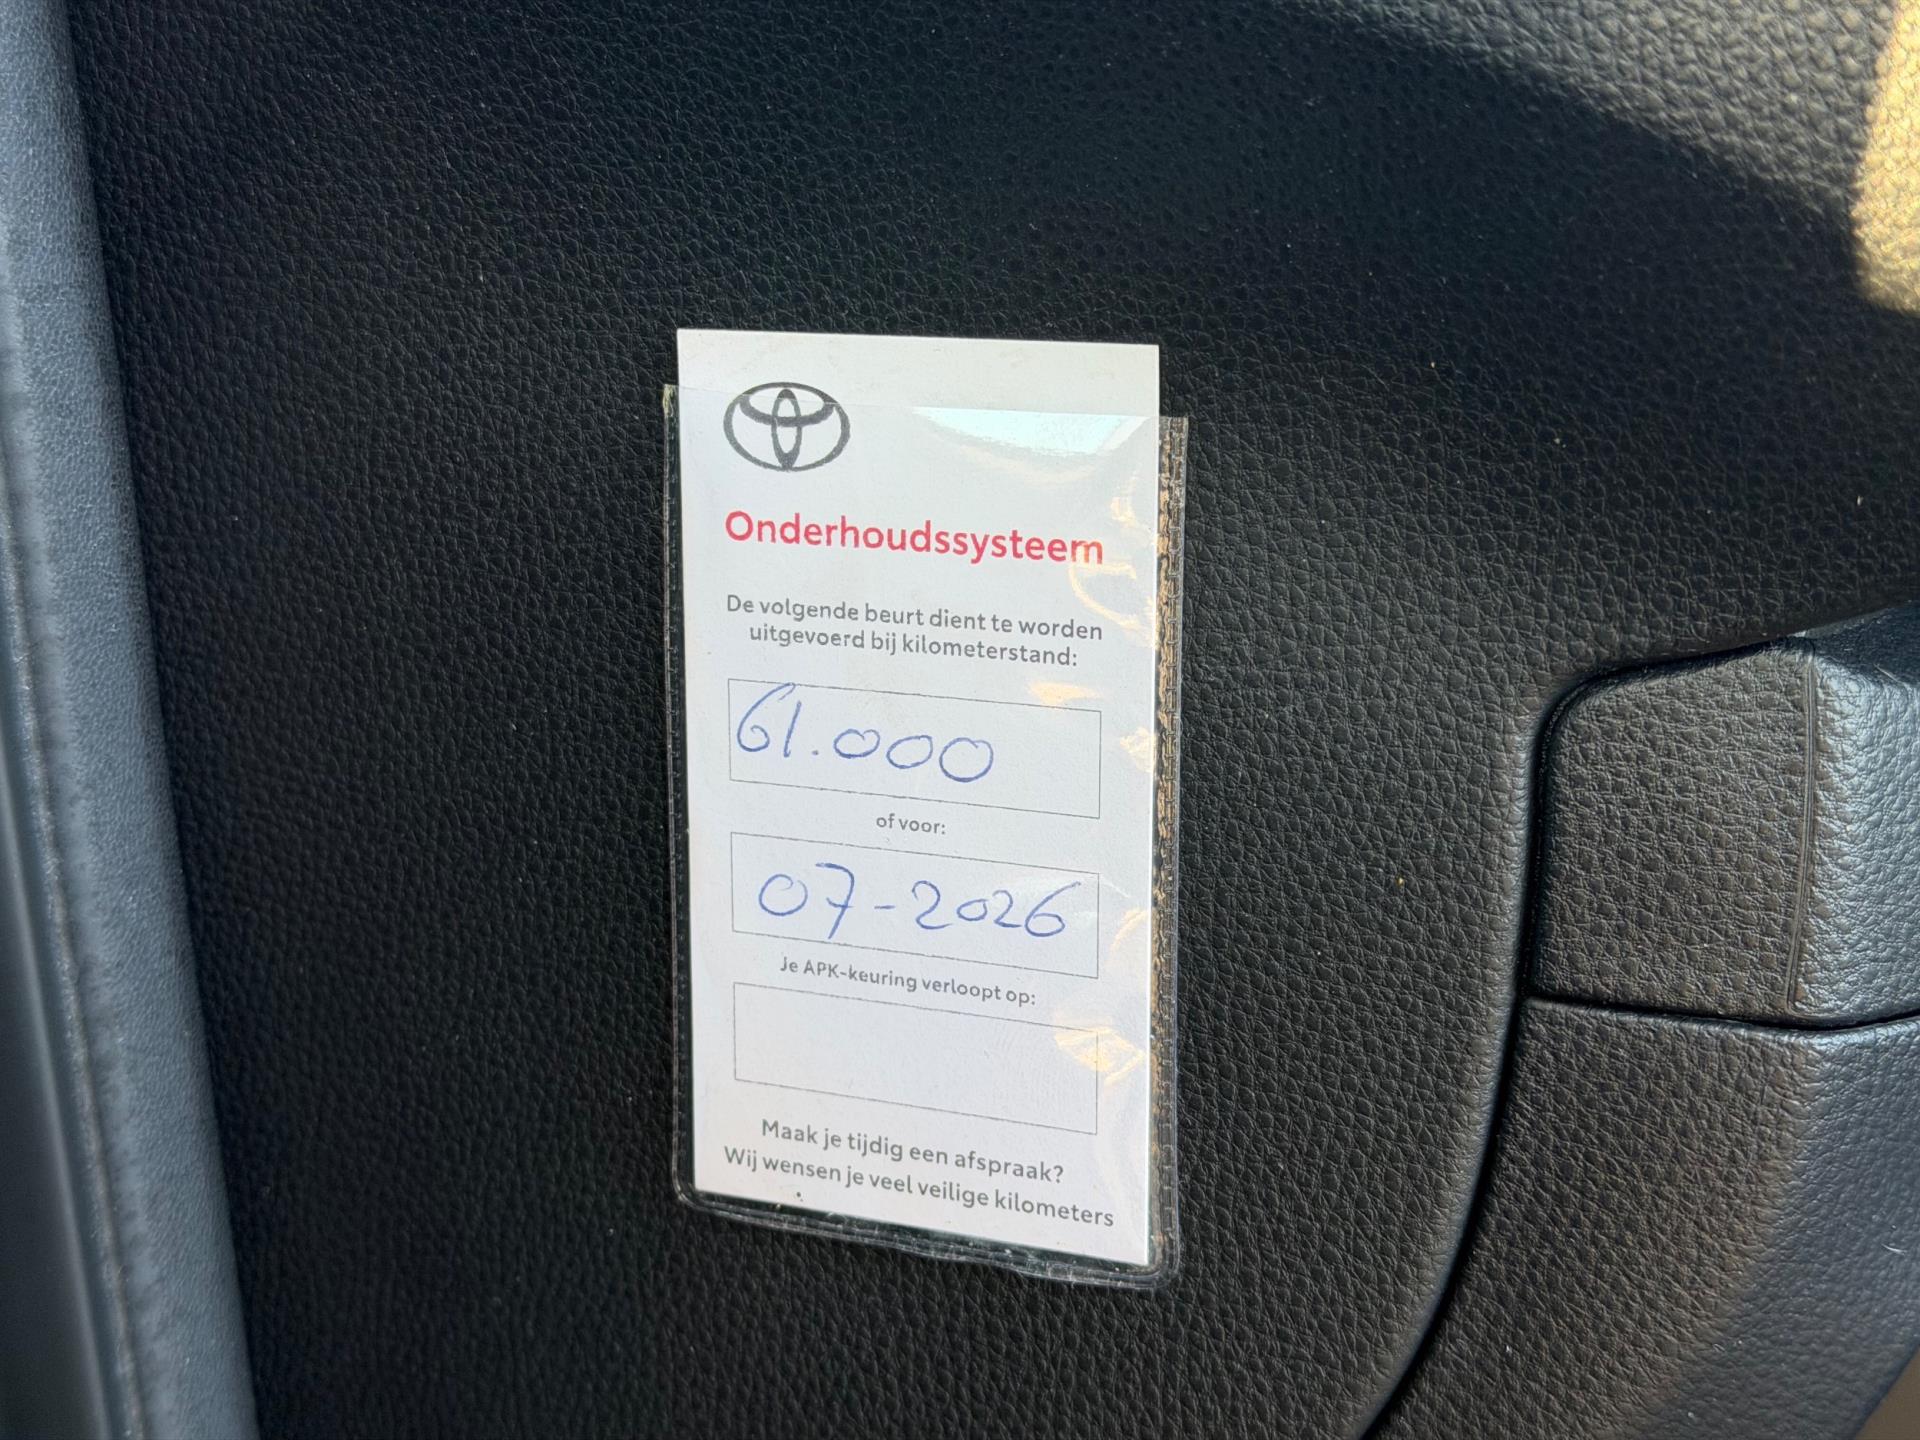 Onderhoudssysteem
De volgende beurt dient te worden
uitgevoerd bij kilometerstand:
61.000
of voor:
07-2026
Je APK-keuring verloopt op:
Maak je tijdig een afspraak?
Wij wensen je veel veilige kilometers